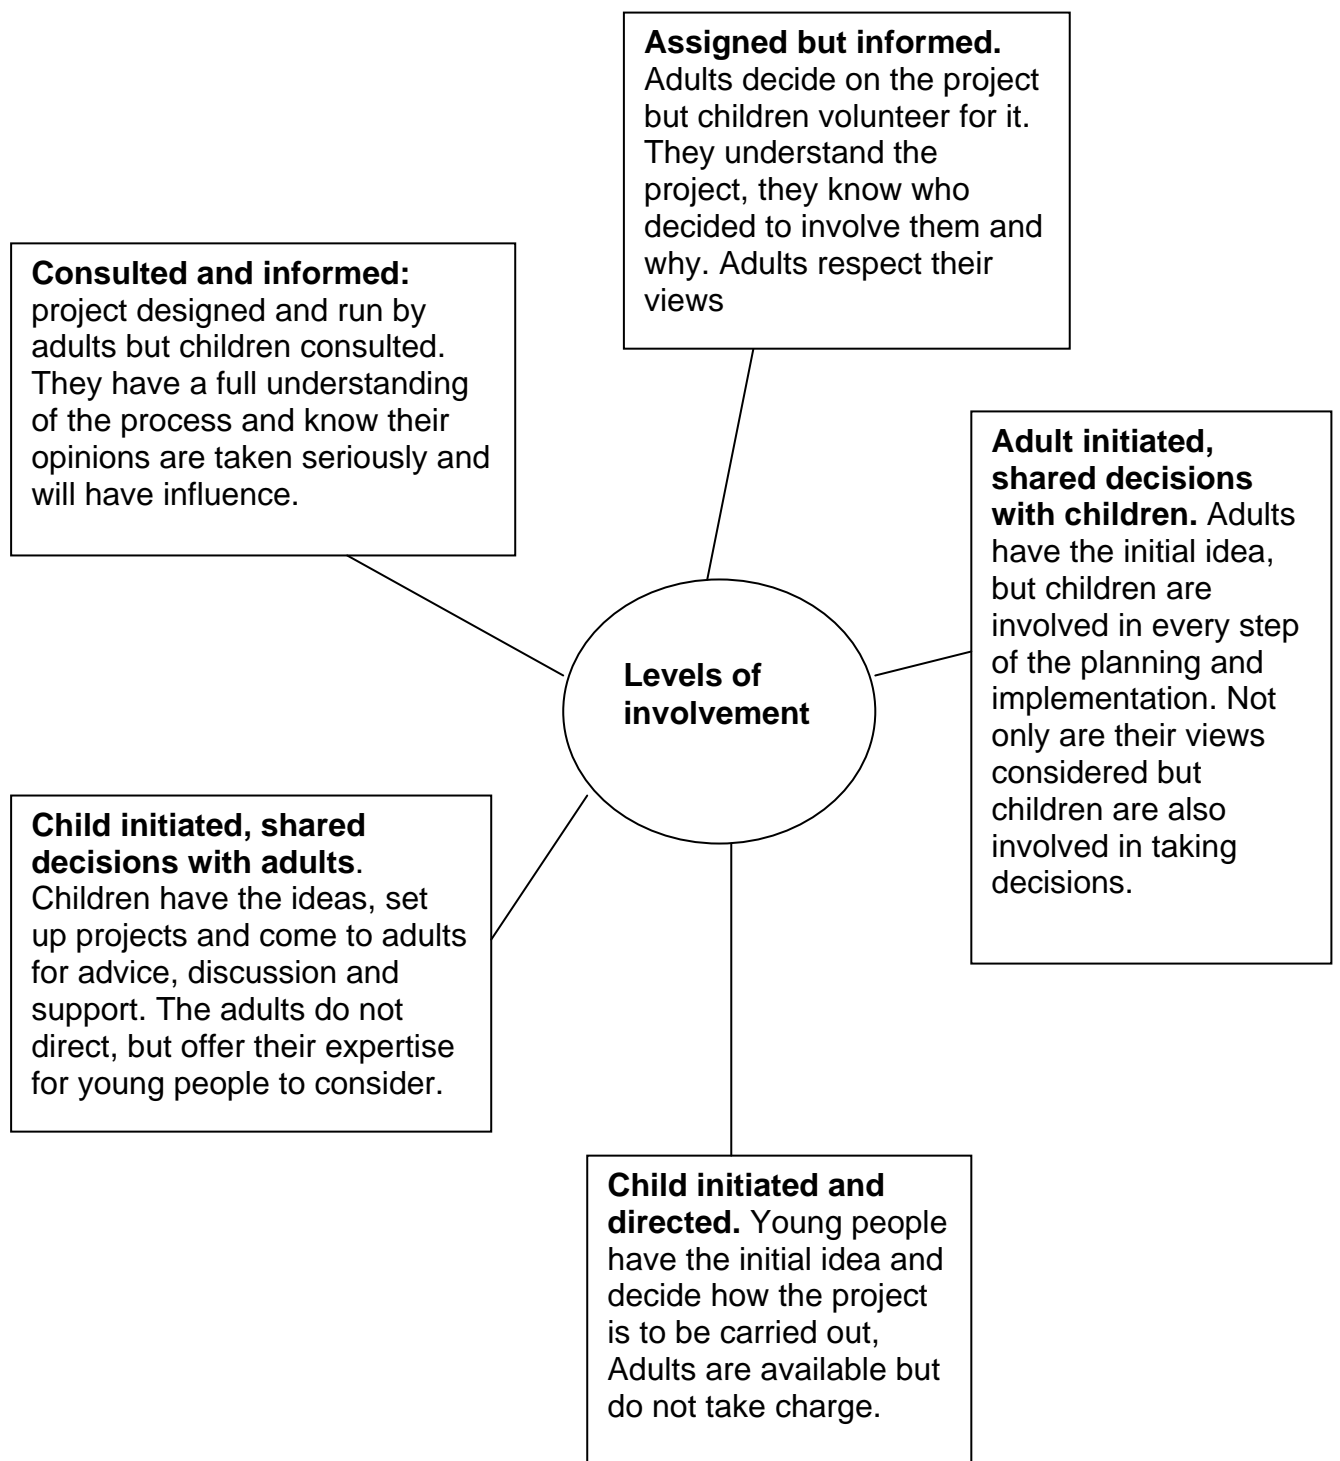 Assigned but informed.
Adults decide on the project
but children volunteer for it.
They understand the
project, they know who
decided to involve them and
why. Adults respect their
views
Consulted and informed:
project designed and run by
adults but children consulted.
They have a full understanding
of the process and know their
opinions are taken seriously and
will have influence.
Adult initiated,
shared decisions
with children. Adults
have the initial idea,
but children are
involved in every step
of the planning and
implementation. Not
only are their views
considered but
children are also
involved in taking
decisions.
Levels of
involvement
Child initiated, shared
decisions with adults.
Children have the ideas, set
up projects and come to adults
for advice, discussion and
support. The adults do not
direct, but offer their expertise
for young people to consider.
Child initiated and
directed. Young people
have the initial idea and
decide how the project
is to be carried out,
Adults are available but
do not take charge.